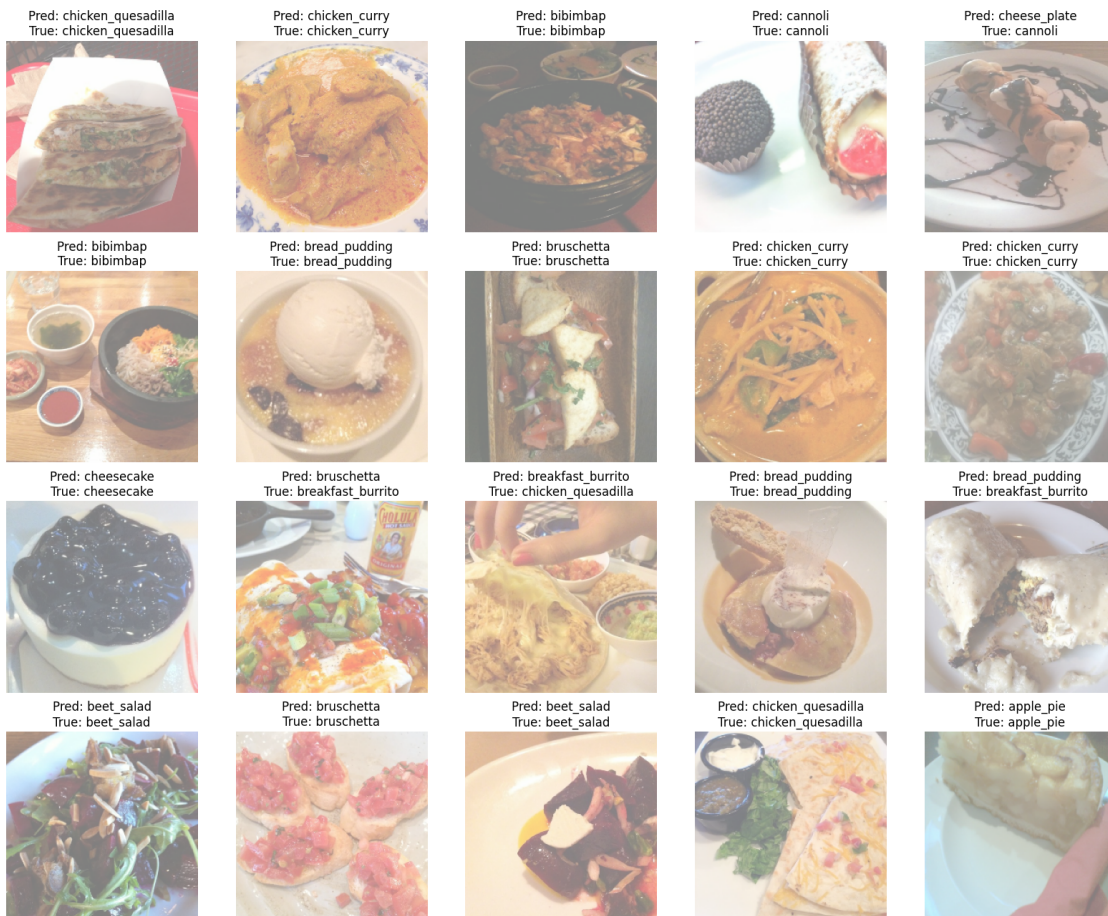 Pred: chicken_quesadilla
True: chicken_quesadilla
Pred: chicken_curry
True: chicken_curry
Pred: bibimbap
True: bibimbap
Pred: cannoli
True: cannoli
Pred: cheese_plate
True: cannoli
Pred: bibimbap
True: bibimbap
Pred: bread_pudding
True: bread_pudding
Pred: bruschetta
True: bruschetta
Pred: chicken_curry
True: chicken_curry
Pred: chicken_curry
True: chicken_curry
Pred: cheesecake
True: cheesecake
Pred: bruschetta
True: breakfast_burrito
CHOLULA
Pred: breakfast_burrito
True: chicken_quesadilla
Pred: bread_pudding
True: bread_pudding
Pred: bread_pudding
True: breakfast_burrito
Pred: beet_salad
True: beet_salad
Pred: bruschetta
True: bruschetta
Pred: beet_salad
True: beet_salad
Pred: chicken_quesadilla
True: chicken_quesadilla
Pred: apple_pie
True: apple_pie